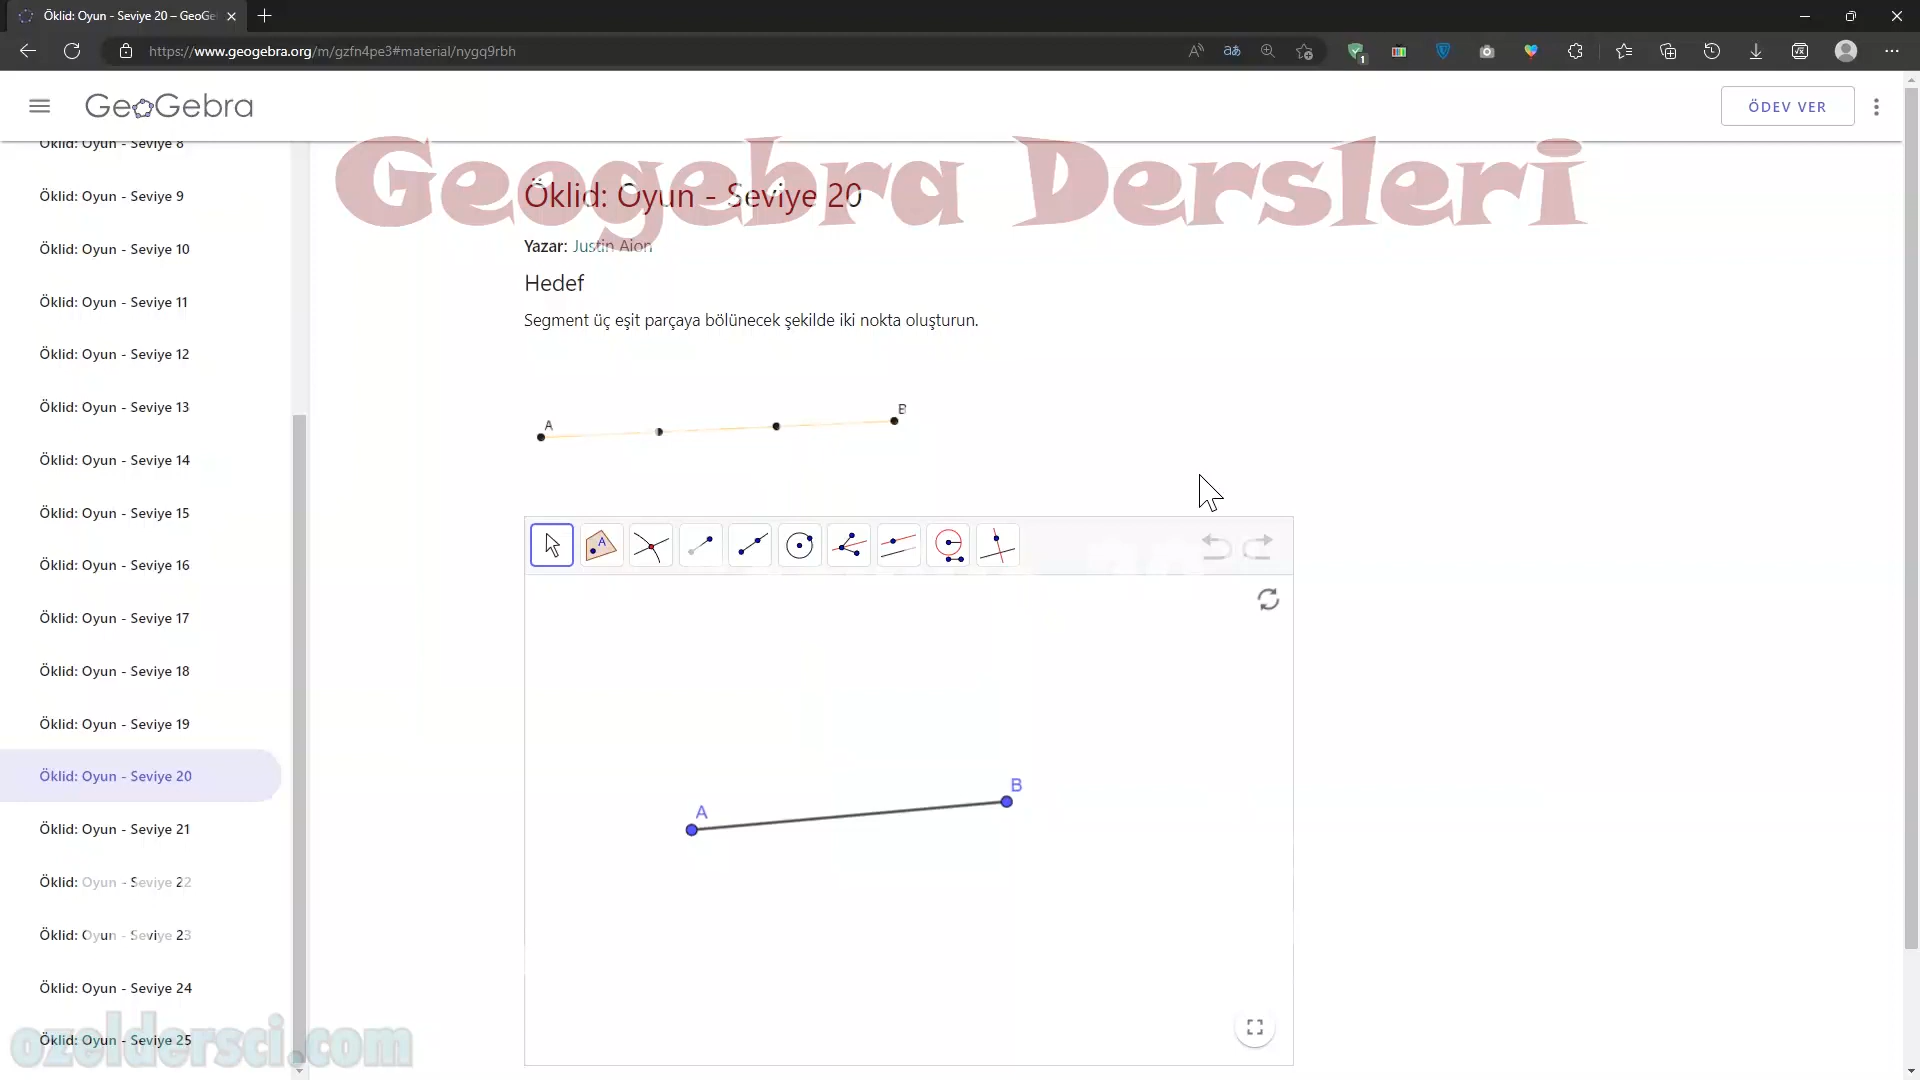 Öklid: Oyun - Seviye 20 – GeoGe
https://www.geogebra.org/m/gzfn4pe3#material/nygq9rbh
GeoGebra
ÖDEV VER
Geogebra Dersleri
Öklid: Oyun - Seviye 8
Öklid: Oyun - Seviye 9
Öklid: Oyun - Seviye 10
Öklid: Oyun - Seviye 11
Öklid: Oyun - Seviye 12
Öklid: Oyun - Seviye 13
Öklid: Oyun - Seviye 14
Öklid: Oyun - Seviye 15
Öklid: Oyun - Seviye 16
Öklid: Oyun - Seviye 17
Öklid: Oyun - Seviye 18
Öklid: Oyun - Seviye 19
Öklid: Oyun - Seviye 20
Öklid: Oyun - Seviye 21
Öklid: Oyun - Seviye 22
Öklid: Oyun - Seviye 23
Öklid: Oyun - Seviye 24
Öklid: Oyun - Seviye 25
ozeldersci.com
Öklid: Oyun - Seviye 20
Yazar: Justin Aion
Hedef
Segment üç eşit parçaya bölünecek şekilde iki nokta oluşturun.
A
B
A
A
B